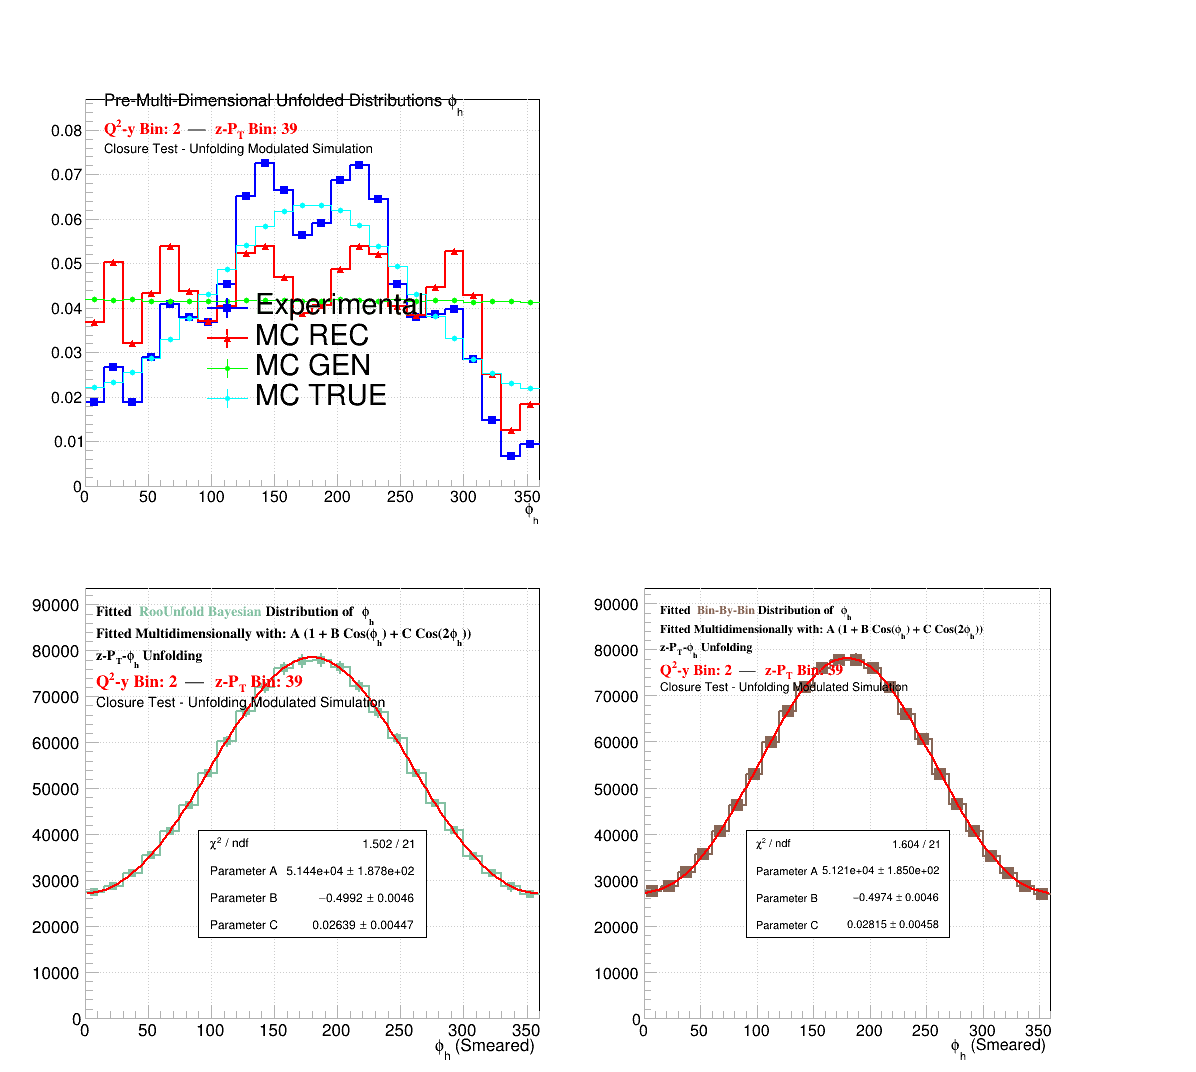 Pre-Multi-Dimensional Unfolded Distributions ϕh
Q2-y Bin: 2 — z-PT Bin: 39
Closure Test - Unfolding Modulated Simulation
0.08
0.07
0.06
0.05
0.04
0.03
0.02
0.01
0
Experimental
MC REC
MC GEN
MC TRUE
0 50 100 150 200 250 300 350
ϕh
90000
80000
70000
60000
50000
40000
30000
20000
10000
0
Fitted RooUnfold Bayesian Distribution of ϕh
Fitted Multidimensionally with: A (1 + B Cos(ϕh) + C Cos(2ϕh))
z-PT-ϕh Unfolding
Q2-y Bin: 2 — z-PT Bin: 39
Closure Test - Unfolding Modulated Simulation
χ2 / ndf 1.502 / 21
Parameter A 5.144e+04 ± 1.878e+02
Parameter B −0.4992 ± 0.0046
Parameter C 0.02639 ± 0.00447
0 50 100 150 200 250 300 350
ϕh (Smeared)
90000
80000
70000
60000
50000
40000
30000
20000
10000
0
Fitted Bin-By-Bin Distribution of ϕh
Fitted Multidimensionally with: A (1 + B Cos(ϕh) + C Cos(2ϕh))
z-PT-ϕh Unfolding
Q2-y Bin: 2 — z-PT Bin: 39
Closure Test - Unfolding Modulated Simulation
χ2 / ndf 1.604 / 21
Parameter A 5.121e+04 ± 1.850e+02
Parameter B −0.4974 ± 0.0046
Parameter C 0.02815 ± 0.00458
0 50 100 150 200 250 300 350
ϕh (Smeared)